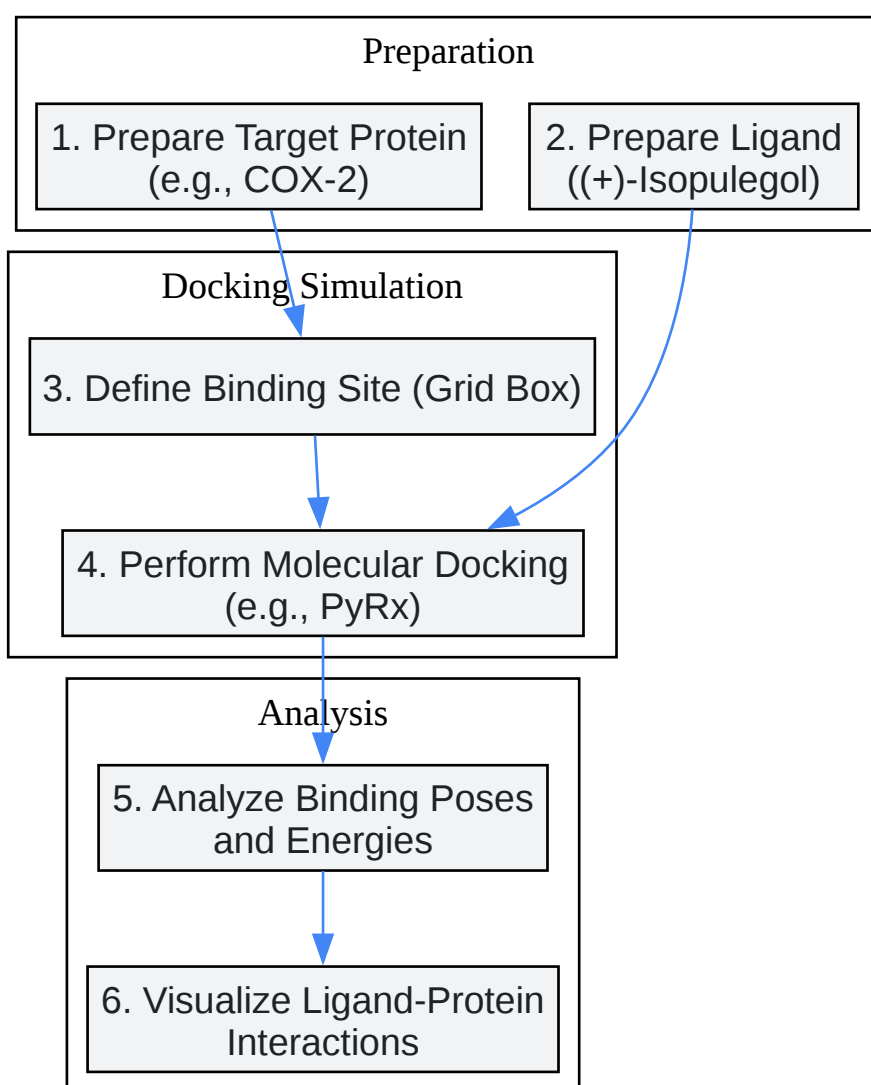 Preparation
1. Prepare Target Protein
(e.g., COX-2)
2. Prepare Ligand
((+)-Isopulegol)
Docking Simulation
3. Define Binding Site (Grid Box)
4. Perform Molecular Docking
(e.g., PyRx)
Analysis
5. Analyze Binding Poses
and Energies
6. Visualize Ligand-Protein
Interactions